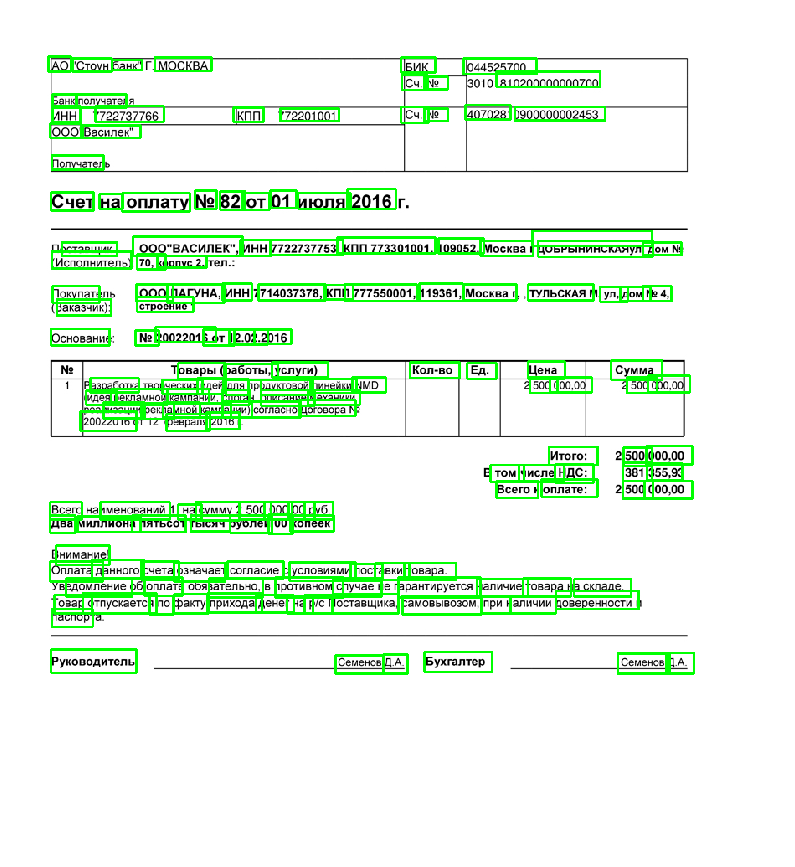 АО "Стоун банк" Г. МОСКВА БИК 044525700
Сч. № 3010 810200000000700
Банк получателя
ИНН 7722737766 КПП 772201001 Сч. № 407028 0900000002453
ООО "Василек"
Получатель
Счет на оплату № 82 от 01 июля 2016 г.
Поставщик ООО"ВАСИЛЕК", ИНН 7722737753, КПП 773301001, 109052, Москва г, ДОБРЫНИНСКАЯ ул, дом №
(Исполнитель) 70, корпус 2, тел.:
Покупатель ООО ЛАГУНА, ИНН 7714037378, КПП 777550001, 119361, Москва г, , ТУЛЬСКАЯ М. ул, дом № 4,
(Заказчик): строение
Основание: № 20022016 от 12.02.2016
№ Товары (работы, услуги) Кол-во Ед. Цена Сумма
1 Разработка творческих идей для продуктовой линейки NMD 2 500 000,00 2 500 000,00
(идея рекламной кампании, слоган, описание механики
реализации рекламной кампании) согласно договора №
20022016 от 12 февраля 2016
Итого: 2 500 000,00
В том числе НДС: 381 355,93
Всего к оплате: 2 500 000,00
Всего наименований 1, на сумму 2 500 000,00 руб.
Два миллиона пятьсот тысяч рублей 00 копеек
Внимание!
Оплата данного счета означает согласие с условиями поставки товара.
Уведомление об оплате обязательно, в противном случае не гарантируется наличие товара на складе.
Товар отпускается по факту прихода денег на р/с Поставщика, самовывозом, при наличии доверенности и
паспорта.
Руководитель Семенов Д.А. Бухгалтер Семенов Д.А.